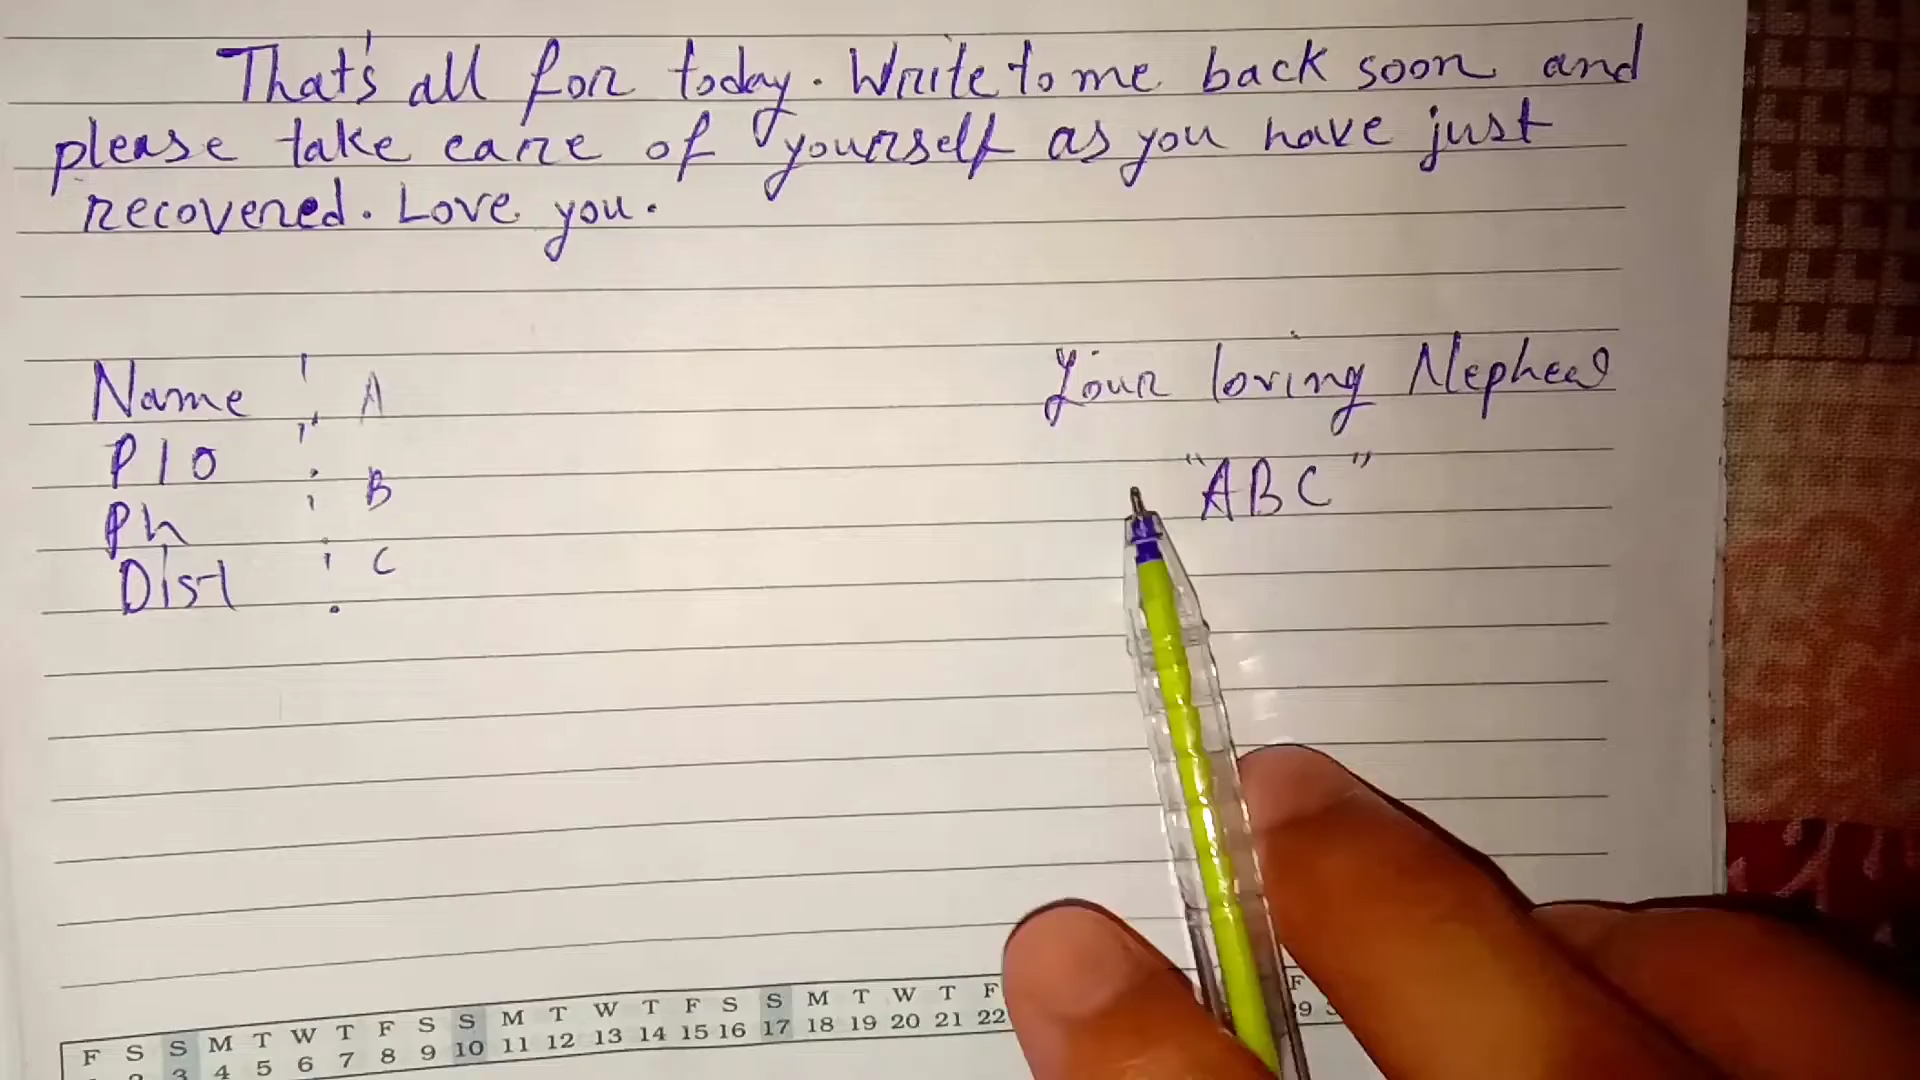 That's all for today. Write to me back soon and
please take care of yourself as you have just
recovered. Love you.
Your loving Nephew
"ABC"
Name : A
P/O :
Ph : B
Dist : C
F S S M T W T F S S M T W T F S S M T W T F F
3 4 5 6 7 8 9 10 11 12 13 14 15 16 17 18 19 20 21 22